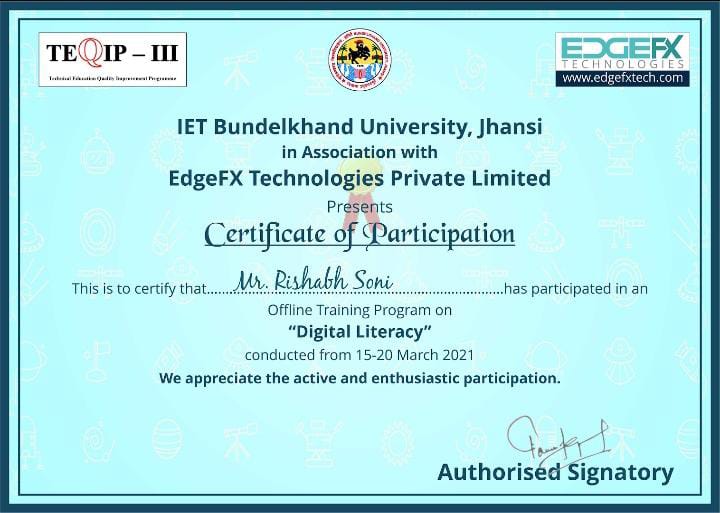 TEQIP – III
Technical Education Quality Improvement Programme
EDGEFX
TECHNOLOGIES
www.edgefxtech.com
IET Bundelkhand University, Jhansi
in Association with
EdgeFX Technologies Private Limited
Presents
Certificate of Participation
This is to certify that......Mr. Rishabh Soni......has participated in an
Offline Training Program on
“Digital Literacy”
conducted from 15-20 March 2021
We appreciate the active and enthusiastic participation.
Authorised Signatory